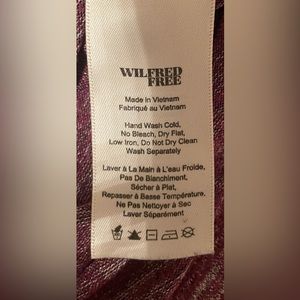 WILFRED
FREE
Made in Vietnam
Fabriqué au Vietnam
Hand Wash Cold,
No Bleach, Dry Flat,
Low Iron, Do Not Dry Clean
Wash Separately
Laver à La Main à L'eau Froide,
Pas De Blanchiment,
Sécher à Plat,
Repasser à Basse Température,
Ne Pas Nettoyer à Sec
Laver Séparément